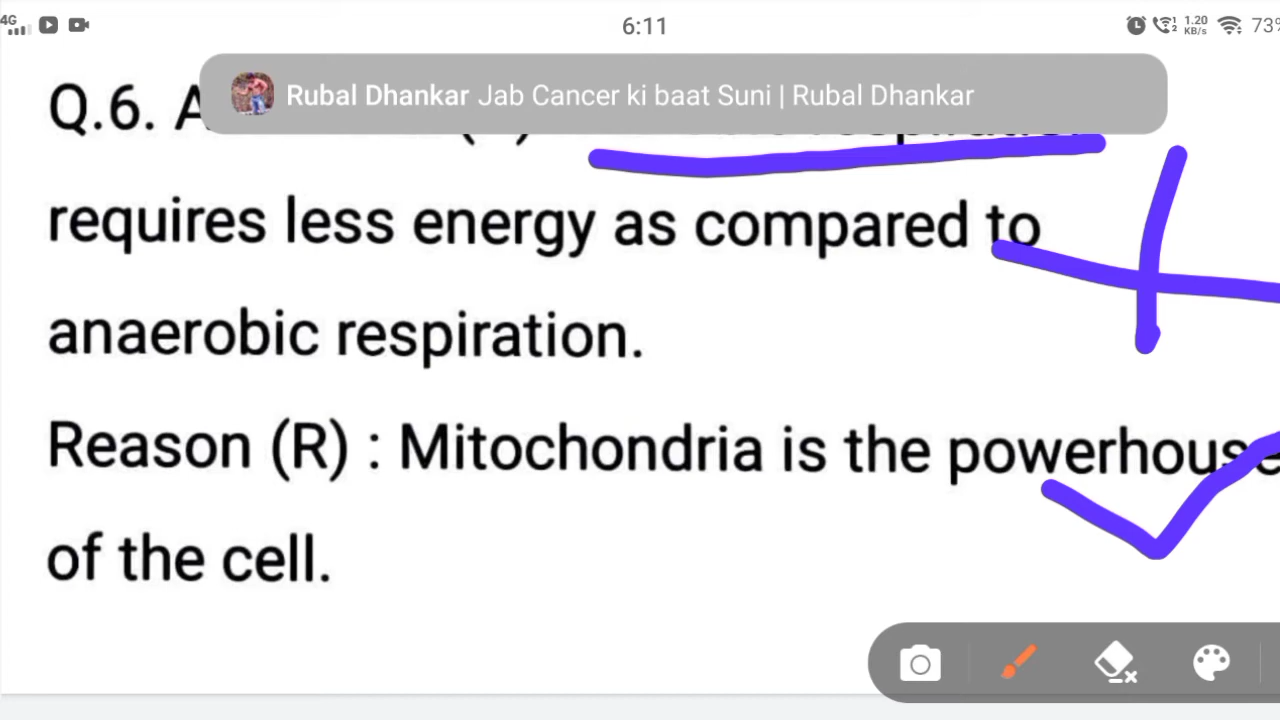 4G 6:11 1.20 KB/s 73%
Rubal Dhankar Jab Cancer ki baat Suni | Rubal Dhankar
Q.6. A
requires less energy as compared to
anaerobic respiration.
Reason (R) : Mitochondria is the powerhouse
of the cell.